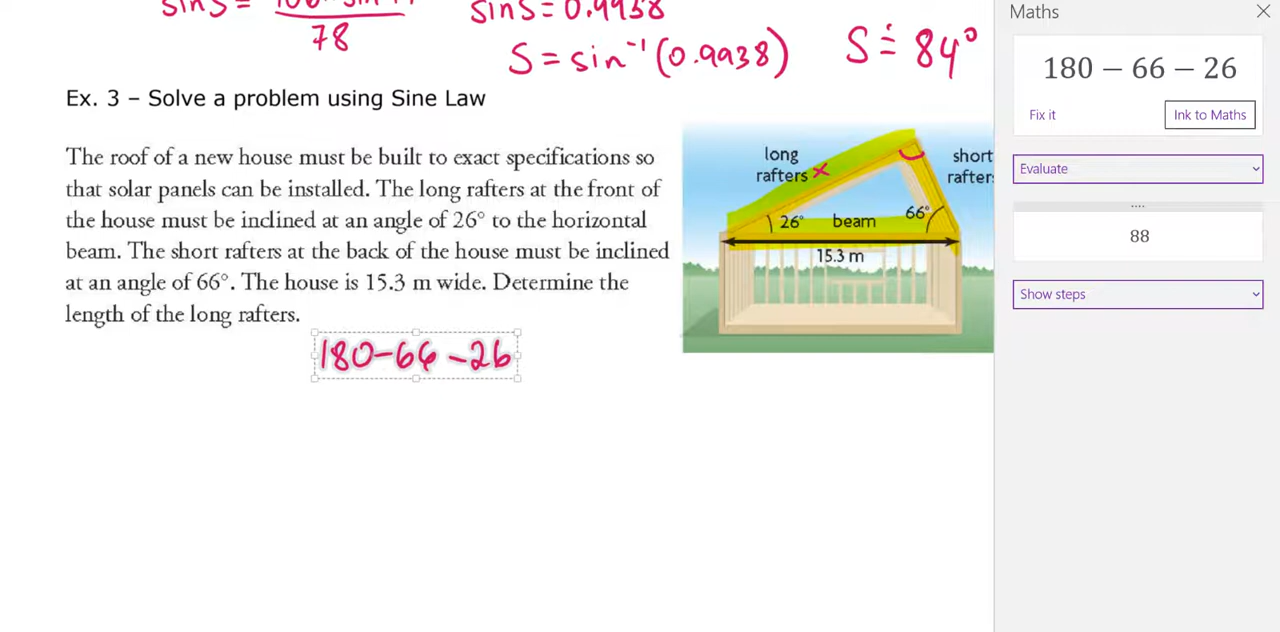 sin S =
78
sin S = 0.9938
S = sin⁻¹ (0.9938)
S ≐ 84°
Ex. 3 – Solve a problem using Sine Law
The roof of a new house must be built to exact specifications so
that solar panels can be installed. The long rafters at the front of
the house must be inclined at an angle of 26° to the horizontal
beam. The short rafters at the back of the house must be inclined
at an angle of 66°. The house is 15.3 m wide. Determine the
length of the long rafters.
180-66-26
long
rafters x
short
rafters
26°
beam
66°
15.3 m
Maths
180 − 66 − 26
Fix it
Ink to Maths
Evaluate
88
Show steps